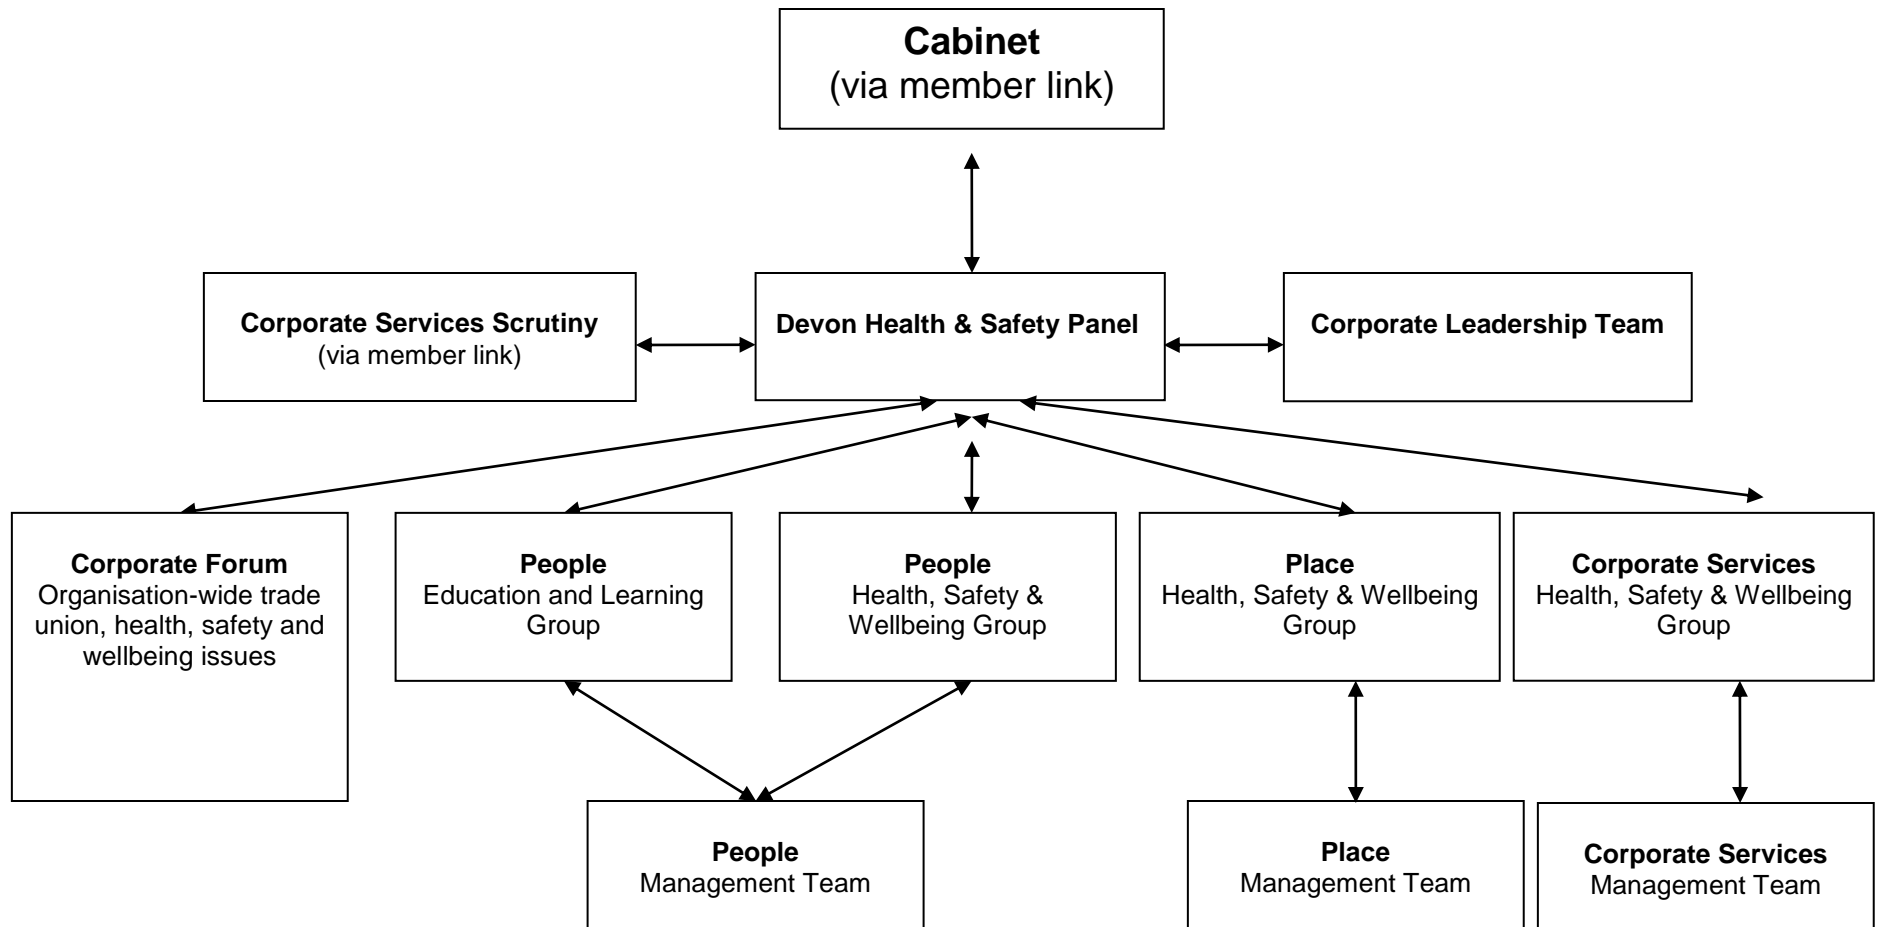 Cabinet
(via member link)
Corporate Services Scrutiny
(via member link)
Devon Health & Safety Panel
Corporate Leadership Team
Corporate Forum
Organisation-wide trade
union, health, safety and
wellbeing issues
People
Education and Learning
Group
People
Health, Safety &
Wellbeing Group
Place
Health, Safety & Wellbeing
Group
Corporate Services
Health, Safety & Wellbeing
Group
People
Management Team
Place
Management Team
Corporate Services
Management Team